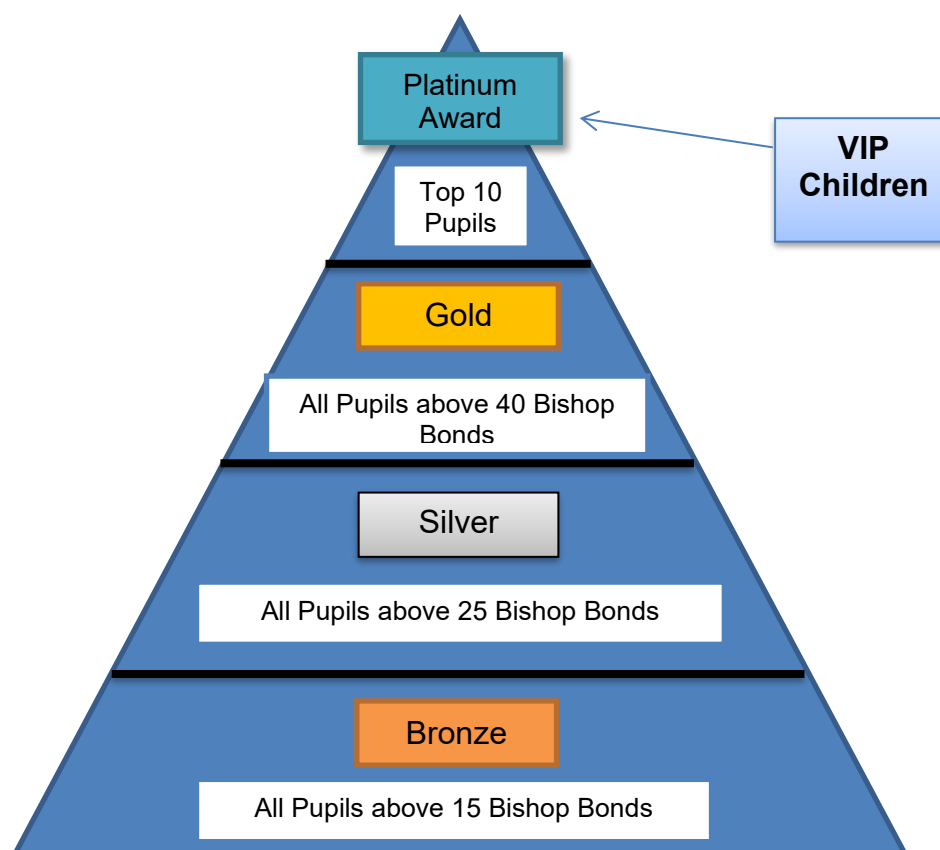 Platinum
Award
VIP
Children
Top 10
Pupils
Gold
All Pupils above 40 Bishop
Bonds
Silver
All Pupils above 25 Bishop Bonds
Bronze
All Pupils above 15 Bishop Bonds